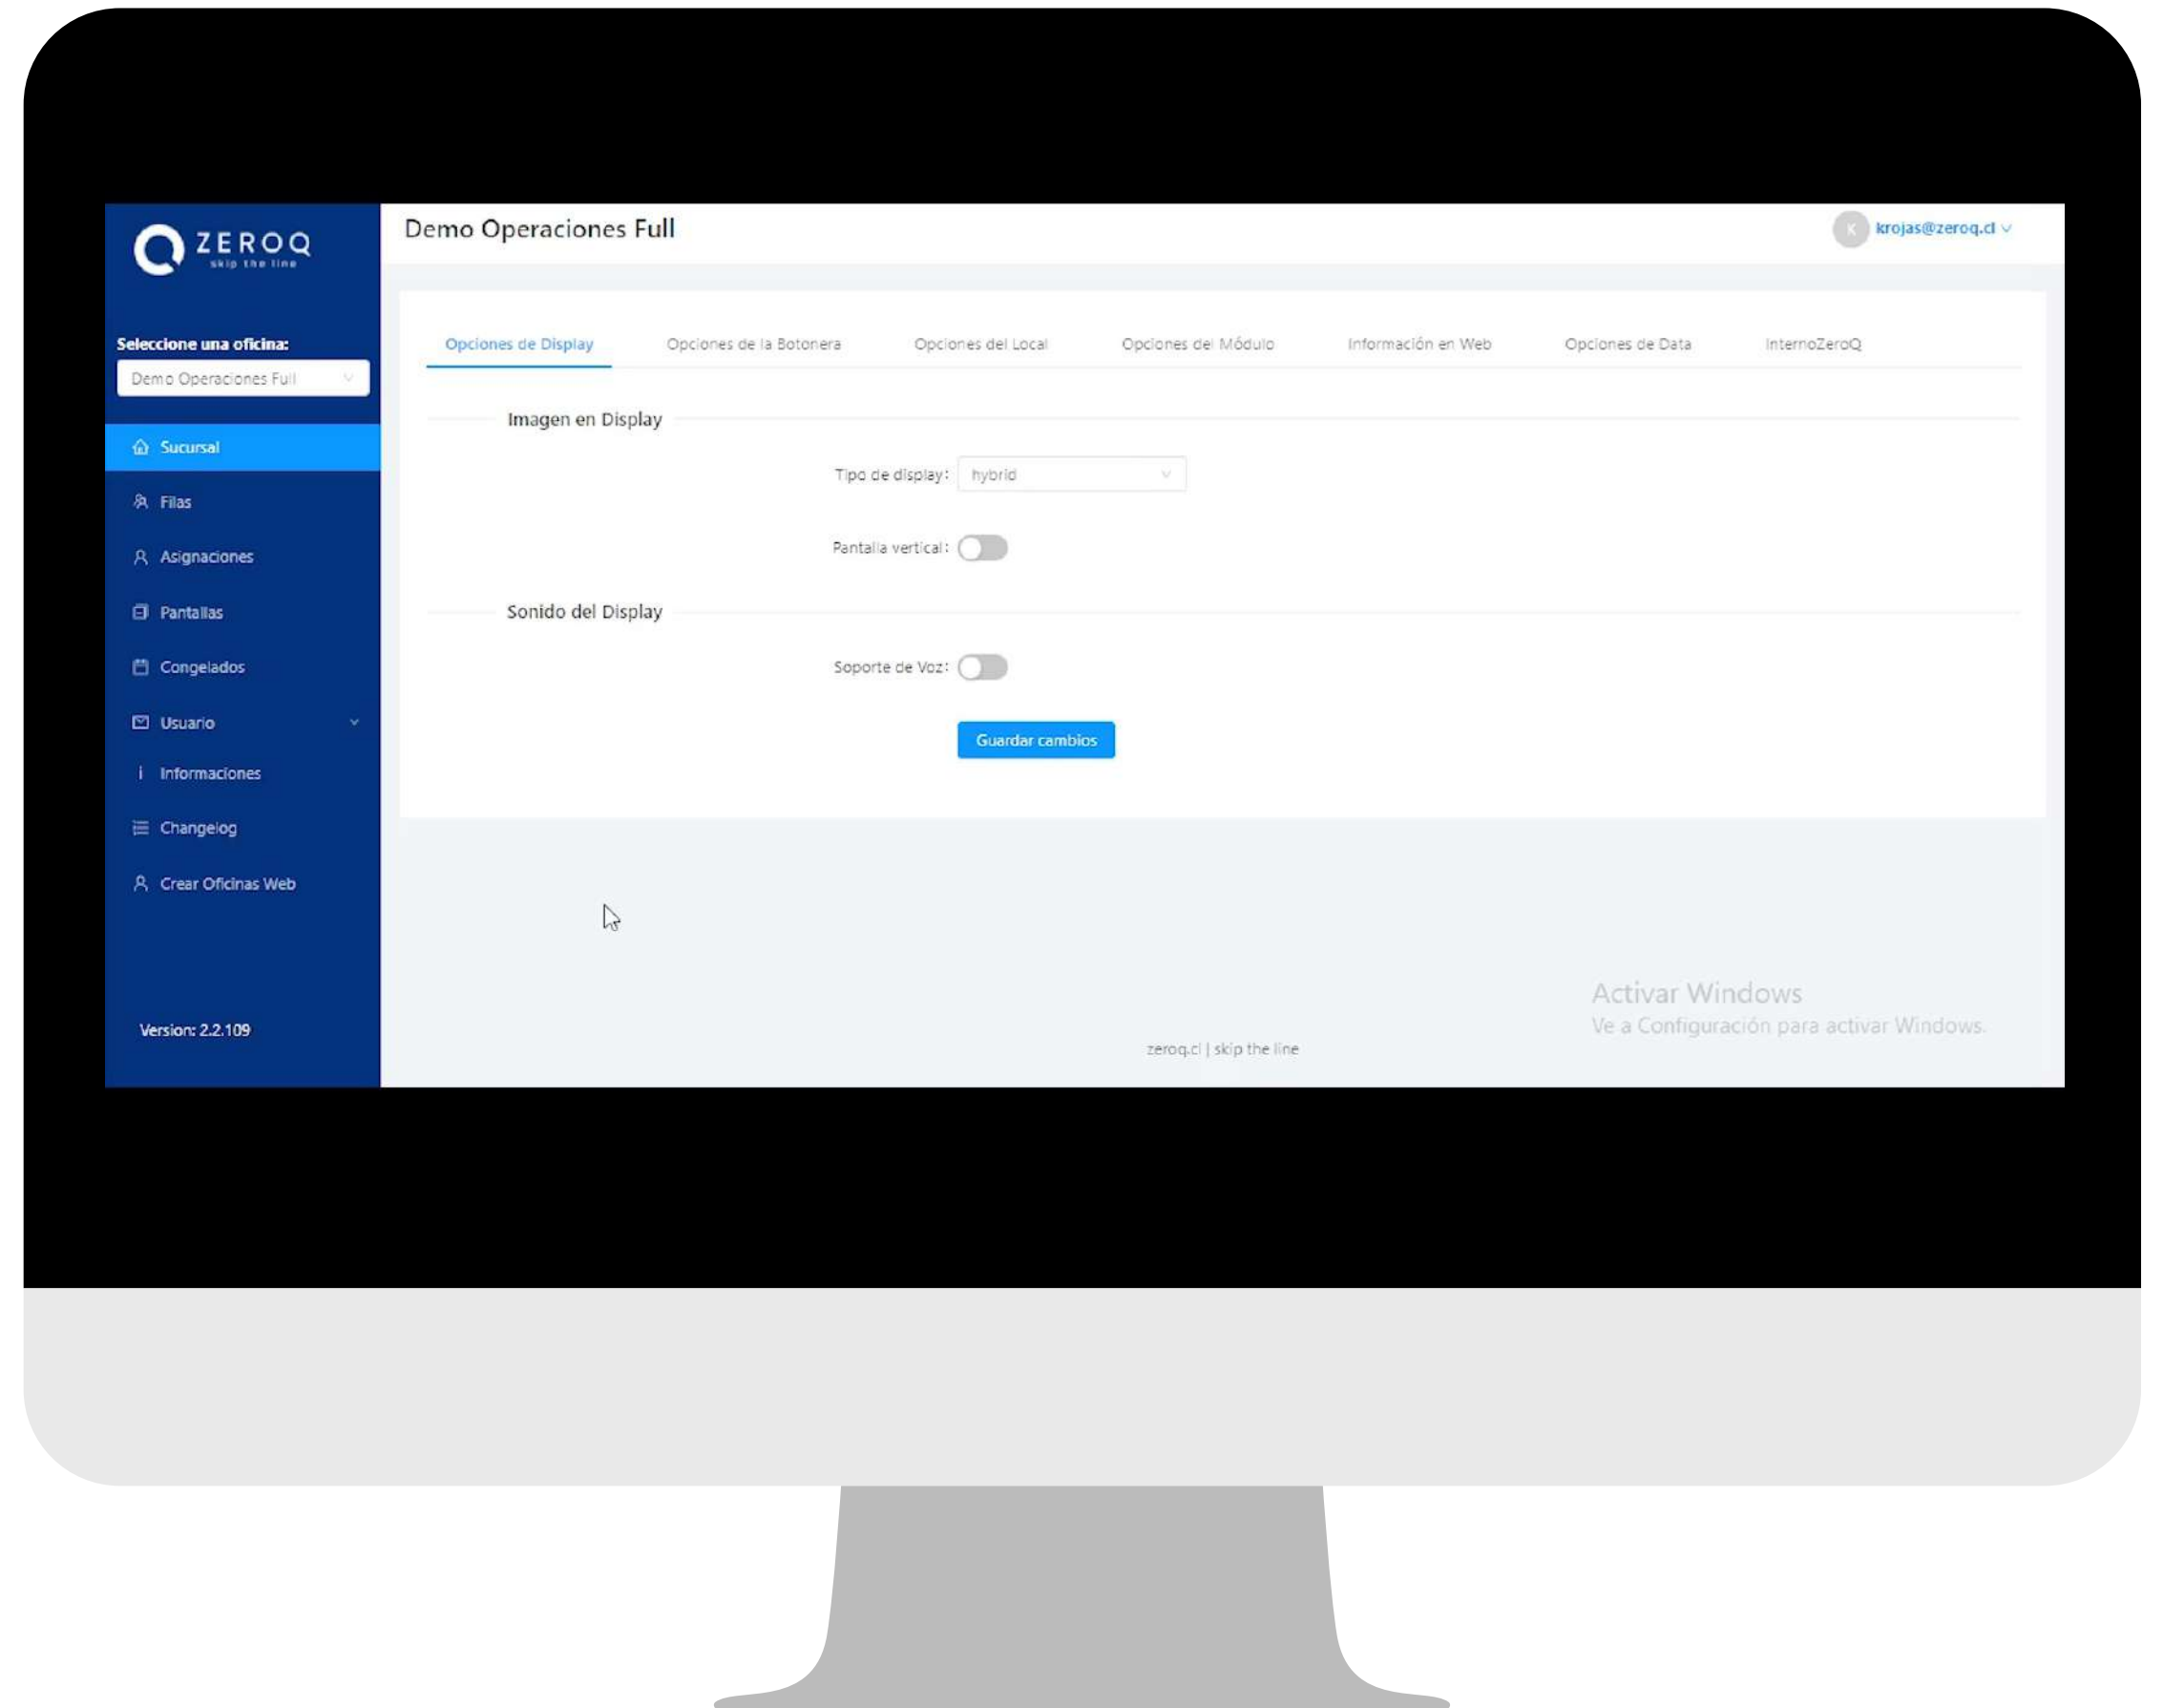 ZEROQ
skip the line
Demo Operaciones Full
K
krojas@zeroq.cl
Seleccione una oficina:
Demo Operaciones Full
Sucursal
Filas
Asignaciones
Pantallas
Congelados
Usuario
Informaciones
Changelog
Crear Oficinas Web
Version: 2.2.109
Opciones de Display
Opciones de la Botonera
Opciones del Local
Opciones del Módulo
Información en Web
Opciones de Data
InternoZeroQ
Imagen en Display
Tipo de display: hybrid
Pantalla vertical:
Sonido del Display
Soporte de Voz:
Guardar cambios
Activar Windows
Ve a Configuración para activar Windows.
zeroq.cl | skip the line